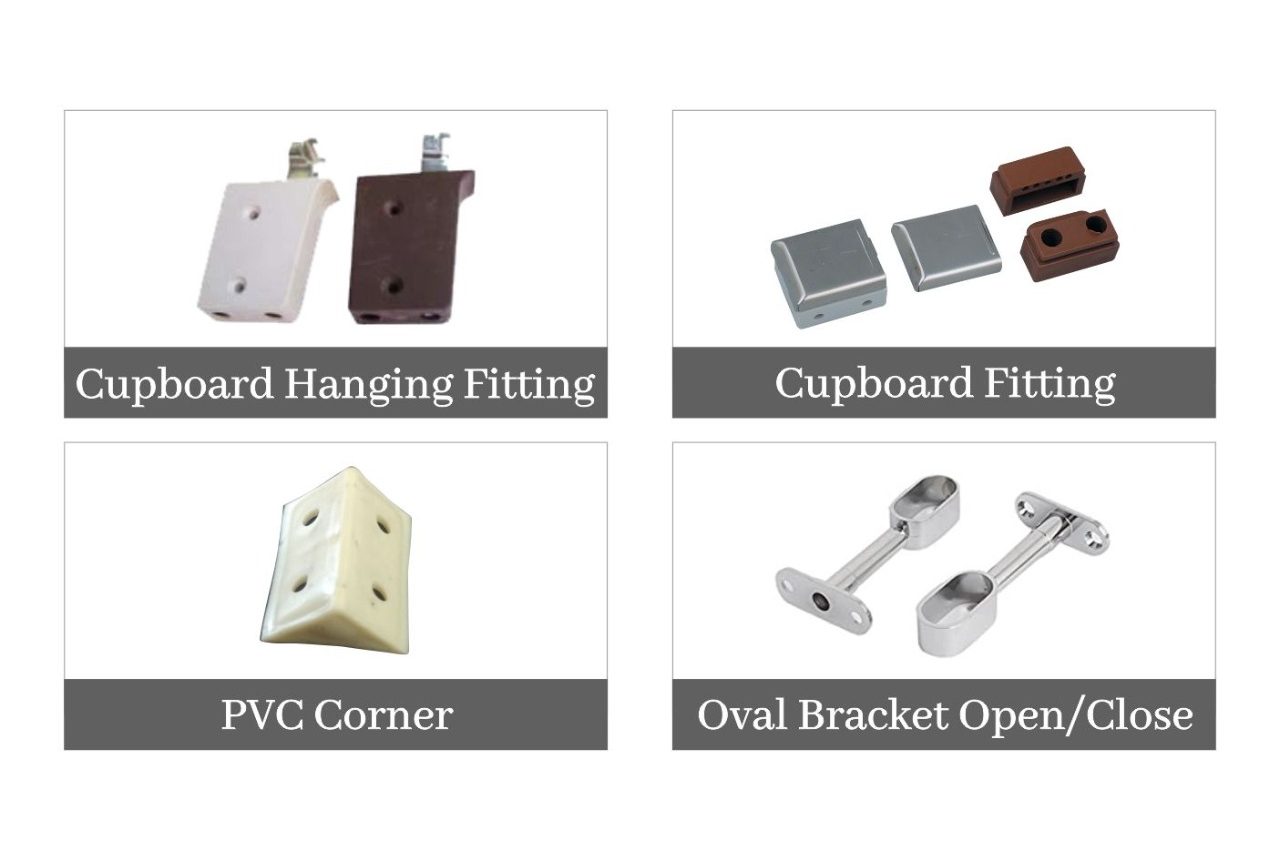 Cupboard Hanging Fitting
Cupboard Fitting
PVC Corner
Oval Bracket Open/Close